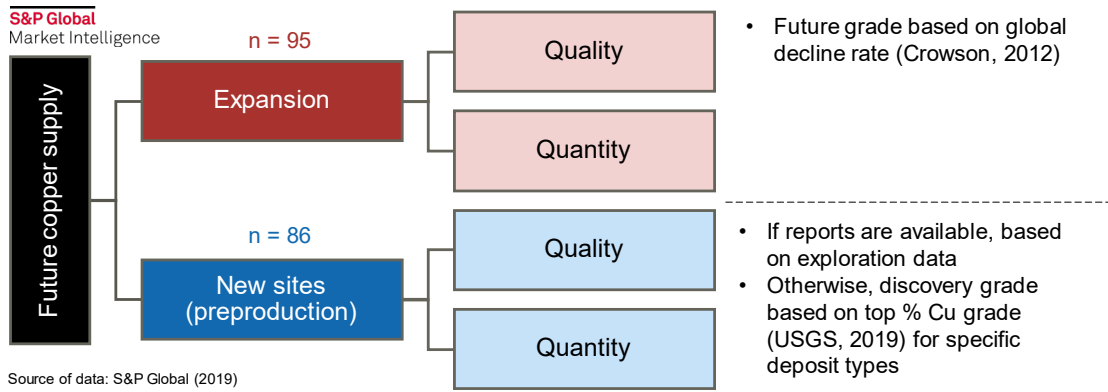 S&P Global
Market Intelligence
Future copper supply
n = 95
Expansion
Quality
Quantity
• Future grade based on global
decline rate (Crowson, 2012)
n = 86
New sites
(preproduction)
Quality
Quantity
• If reports are available, based
on exploration data
• Otherwise, discovery grade
based on top % Cu grade
(USGS, 2019) for specific
deposit types
Source of data: S&P Global (2019)